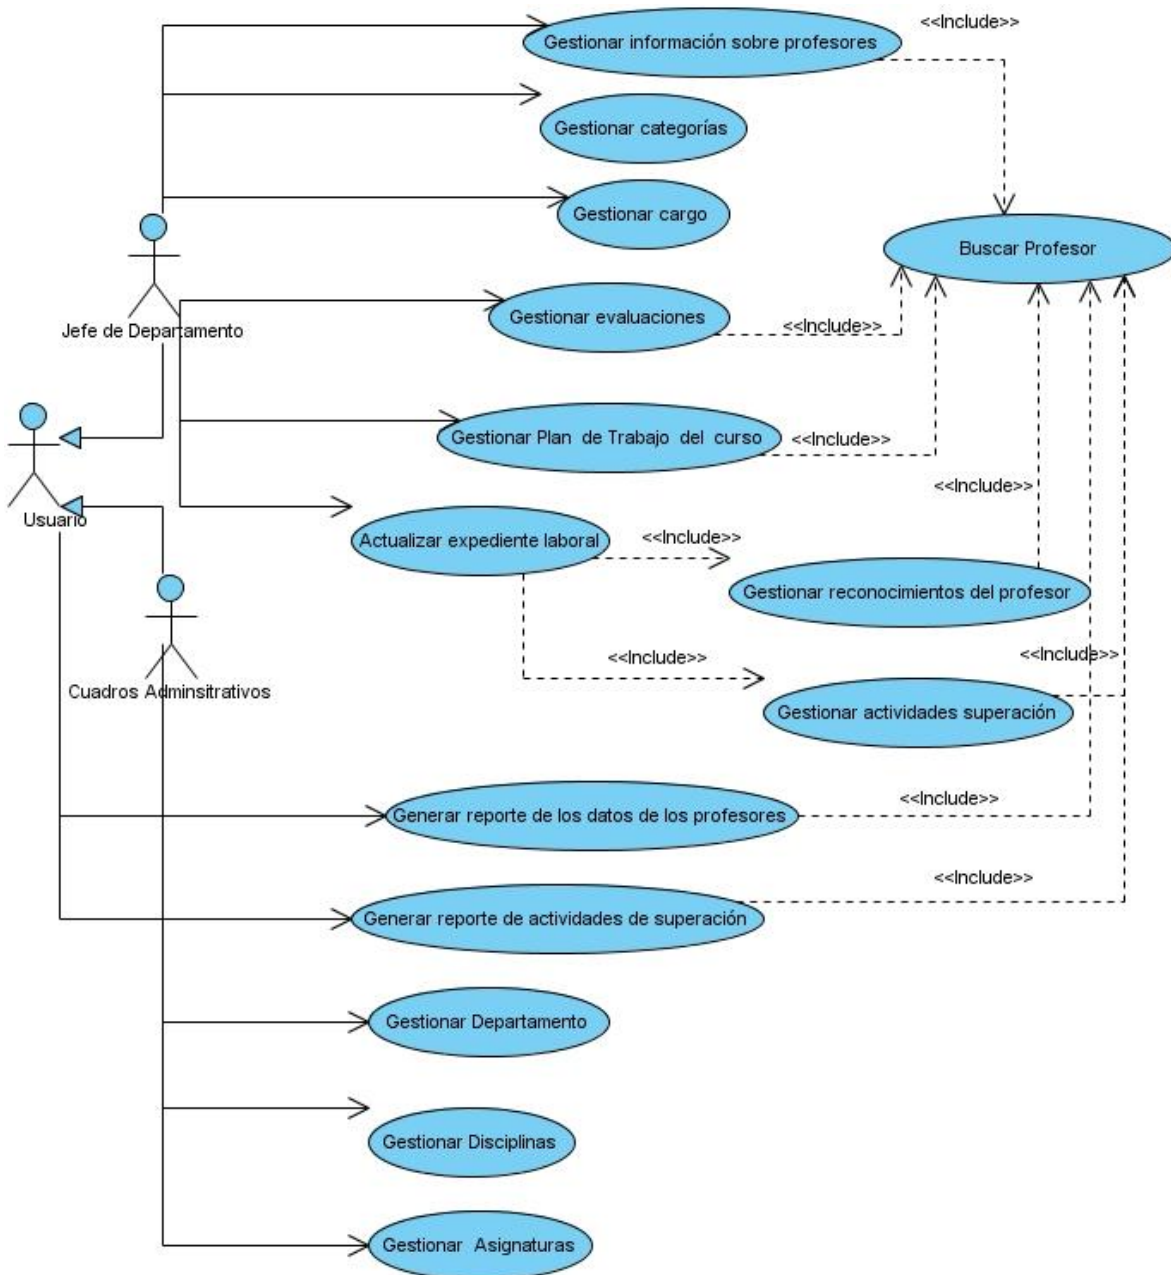 <<Include>>
Gestionar información sobre profesores
Gestionar categorías
Gestionar cargo
Buscar Profesor
Jefe de Departamento
Gestionar evaluaciones
<<Include>>
Gestionar Plan de Trabajo del curso
<<Include>>
<<Include>>
Usuario
Actualizar expediente laboral
<<Include>>
Gestionar reconocimientos del profesor
<<Include>>
<<Include>>
Cuadros Adminsitrativos
Gestionar actividades superación
<<Include>>
Generar reporte de los datos de los profesores
<<Include>>
Generar reporte de actividades de superación
Gestionar Departamento
Gestionar Disciplinas
Gestionar Asignaturas